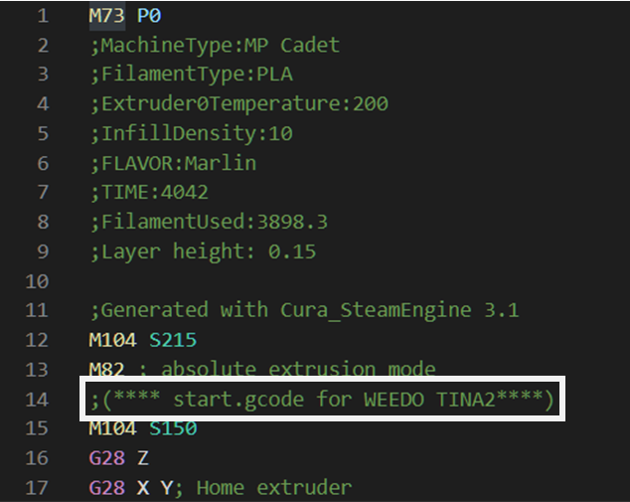 1 M73 P0
2 ;MachineType:MP Cadet
3 ;FilamentType:PLA
4 ;Extruder0Temperature:200
5 ;InfillDensity:10
6 ;FLAVOR:Marlin
7 ;TIME:4042
8 ;FilamentUsed:3898.3
9 ;Layer height: 0.15
10
11 ;Generated with Cura_SteamEngine 3.1
12 M104 S215
13 M82 ; absolute extrusion mode
14 ;(**** start.gcode for WEEDO TINA2****)
15 M104 S150
16 G28 Z
17 G28 X Y; Home extruder